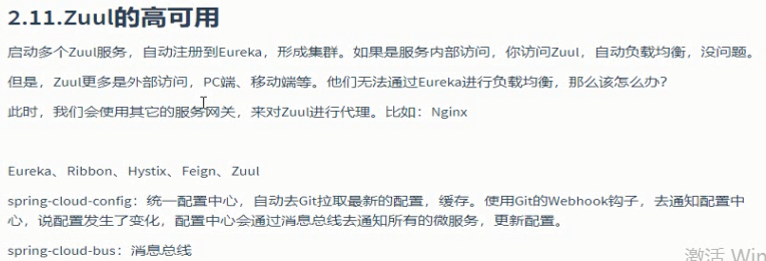 2.11.Zuul的高可用
启动多个Zuul服务，自动注册到Eureka，形成集群。如果是服务内部访问，你访问Zuul，自动负载均衡，没问题。
但是，Zuul更多是外部访问，PC端、移动端等。他们无法通过Eureka进行负载均衡，那么该怎么办？
此时，我们会使用其它的服务网关，来对Zuul进行代理。比如：Nginx
Eureka、Ribbon、Hystix、Feign、Zuul
spring-cloud-config：统一配置中心，自动去Git拉取最新的配置，缓存。使用Git的Webhook钩子，去通知配置中
心，说配置发生了变化，配置中心会通过消息总线去通知所有的微服务，更新配置。
spring-cloud-bus：消息总线
激活 Win